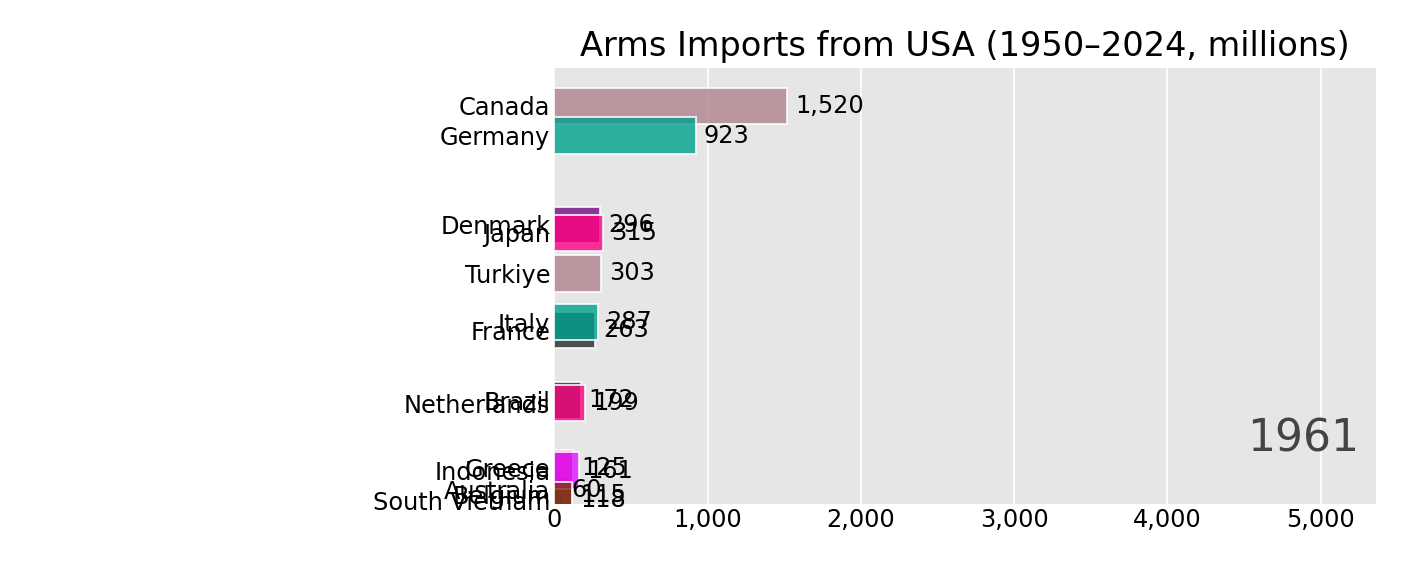 Arms Imports from USA (1950–2024, millions)
Canada 1,520
Germany 923
Denmark 296
Japan 315
Turkiye 303
Italy 287
France 263
Brazil 172
Netherlands 199
Greece 125
Indonesia 161
Australia 60
Belgium 115
South Vietnam 118
1961
0 1,000 2,000 3,000 4,000 5,000